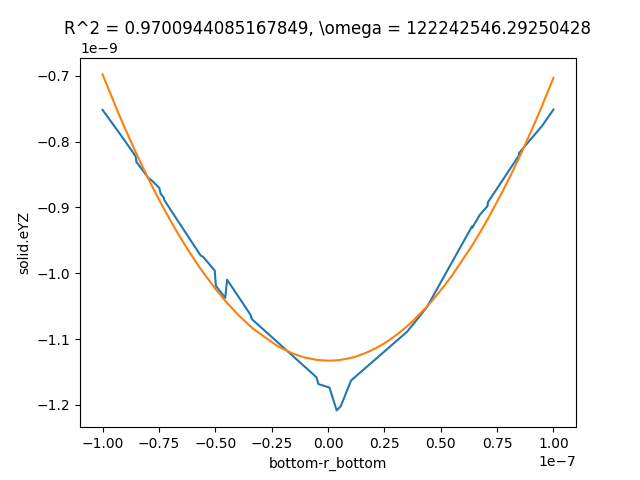 R^2 = 0.9700944085167849, \omega = 122242546.29250428
1e−9
−0.7
−0.8
−0.9
−1.0
−1.1
−1.2
solid.eYZ
−1.00 −0.75 −0.50 −0.25 0.00 0.25 0.50 0.75 1.00
bottom-r_bottom
1e−7